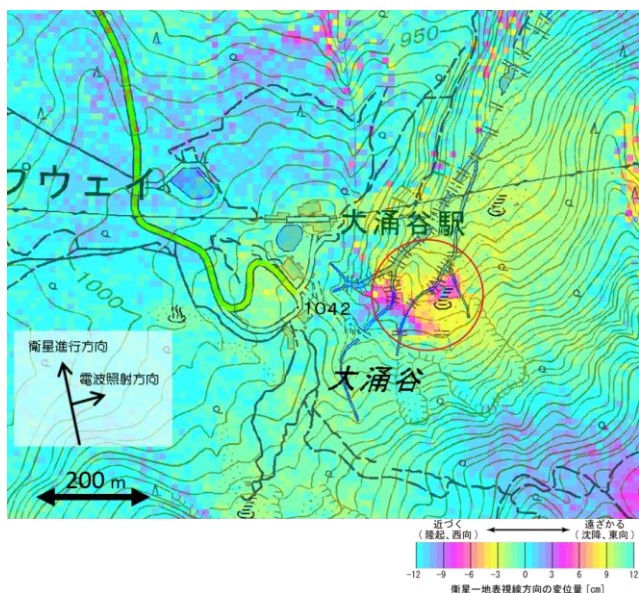 950
フウェイ
大涌谷駅
1000
1042
大涌谷
衛星進行方向
電波照射方向
200 m
近づく
(隆起、西向)
遠ざかる
(沈降、東向)
-12 -9 -6 -3 0 3 6 9 12
衛星―地表視線方向の変位量 [cm]